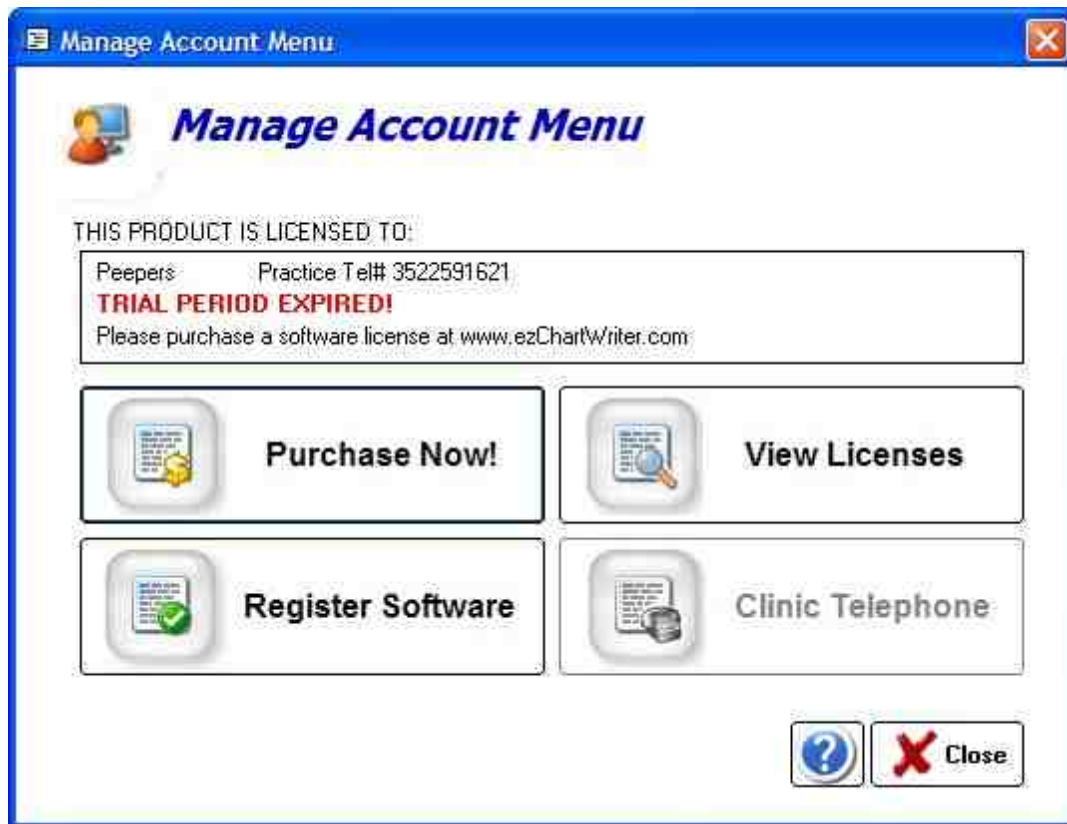 Manage Account Menu
Manage Account Menu
THIS PRODUCT IS LICENSED TO:
Peepers Practice Tel# 3522591621
TRIAL PERIOD EXPIRED!
Please purchase a software license at www.ezChartWriter.com
Purchase Now!
View Licenses
Register Software
Clinic Telephone
Close